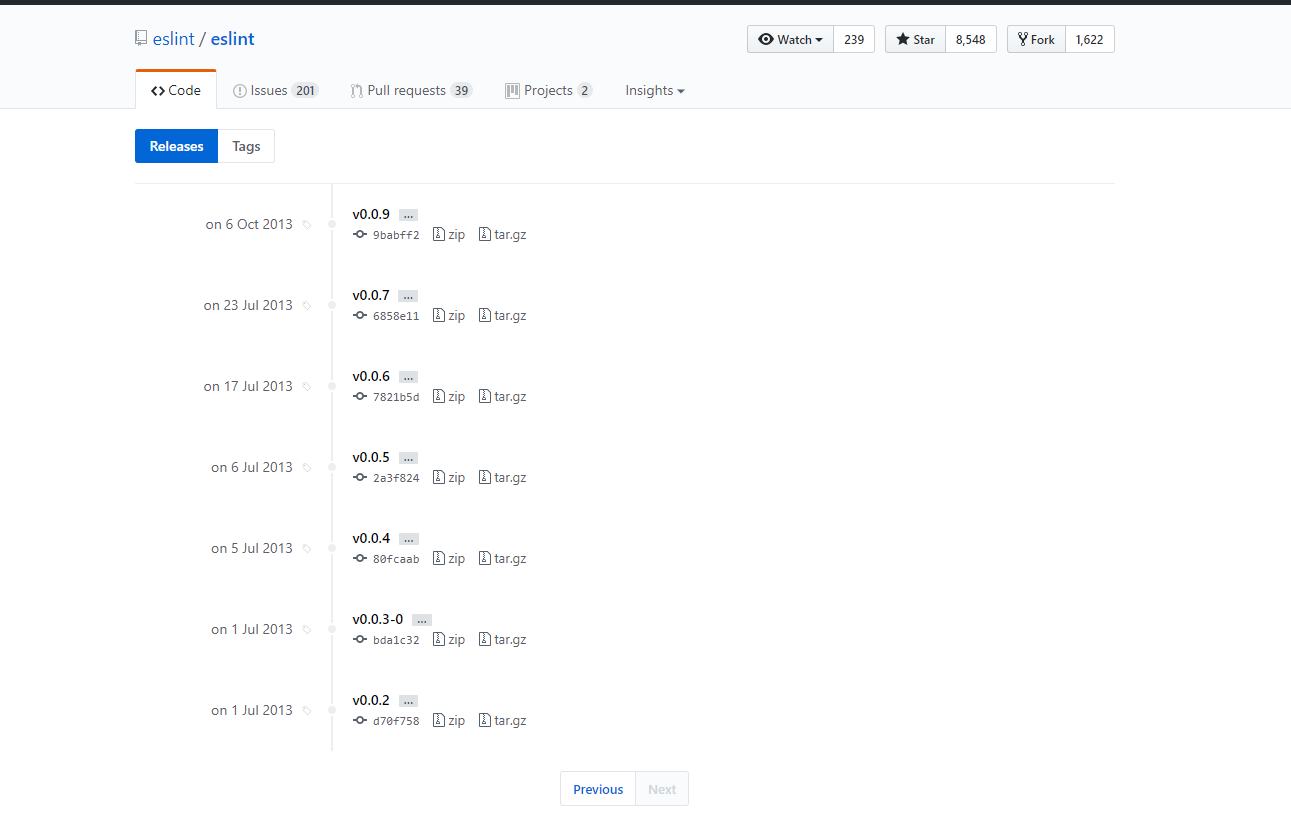 eslint / eslint
Watch 239 Star 8,548 Fork 1,622
Code Issues 201 Pull requests 39 Projects 2 Insights
Releases Tags
on 6 Oct 2013
v0.0.9 ...
9babff2 zip tar.gz
on 23 Jul 2013
v0.0.7 ...
6858e11 zip tar.gz
on 17 Jul 2013
v0.0.6 ...
7821b5d zip tar.gz
on 6 Jul 2013
v0.0.5 ...
2a3f824 zip tar.gz
on 5 Jul 2013
v0.0.4 ...
80fcaab zip tar.gz
on 1 Jul 2013
v0.0.3-0 ...
bda1c32 zip tar.gz
on 1 Jul 2013
v0.0.2 ...
d70f758 zip tar.gz
Previous Next